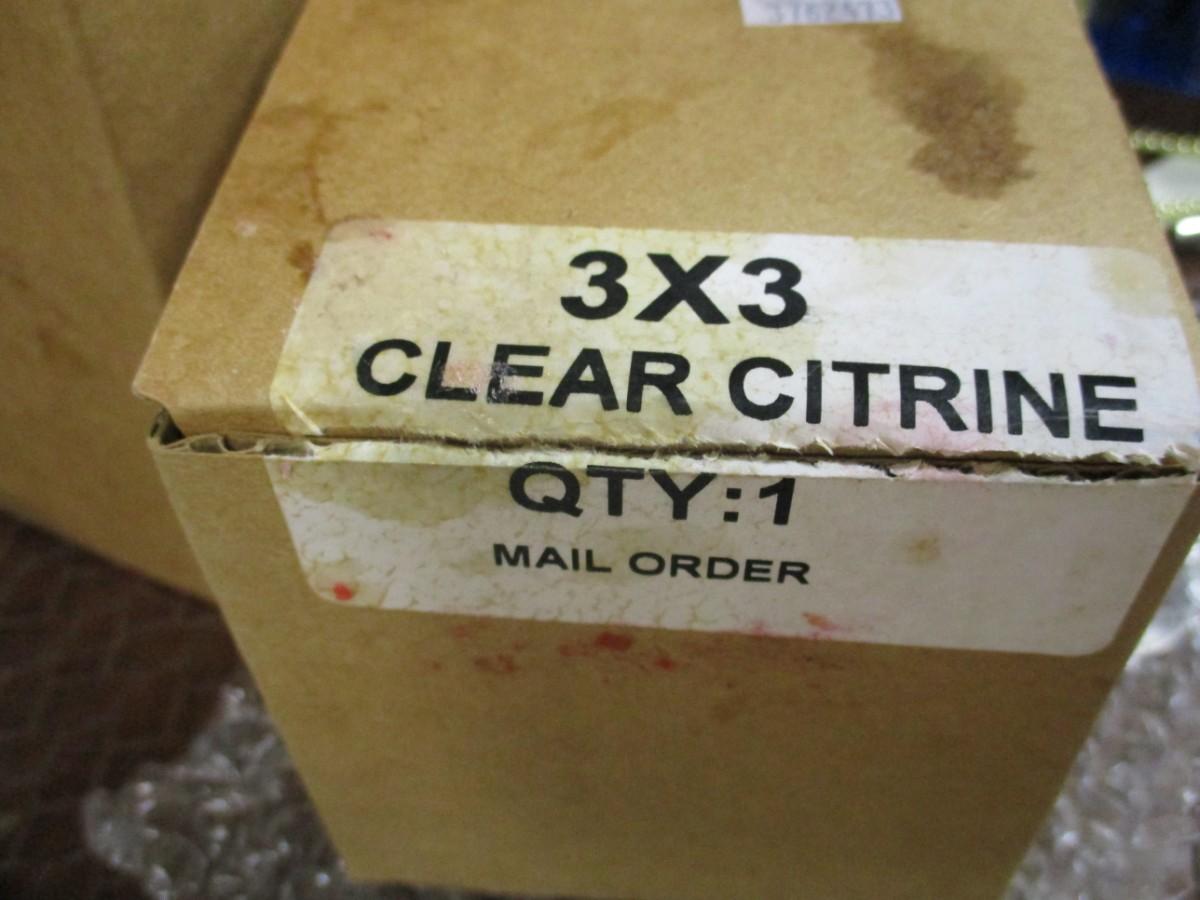 3X3
CLEAR CITRINE
QTY:1
MAIL ORDER